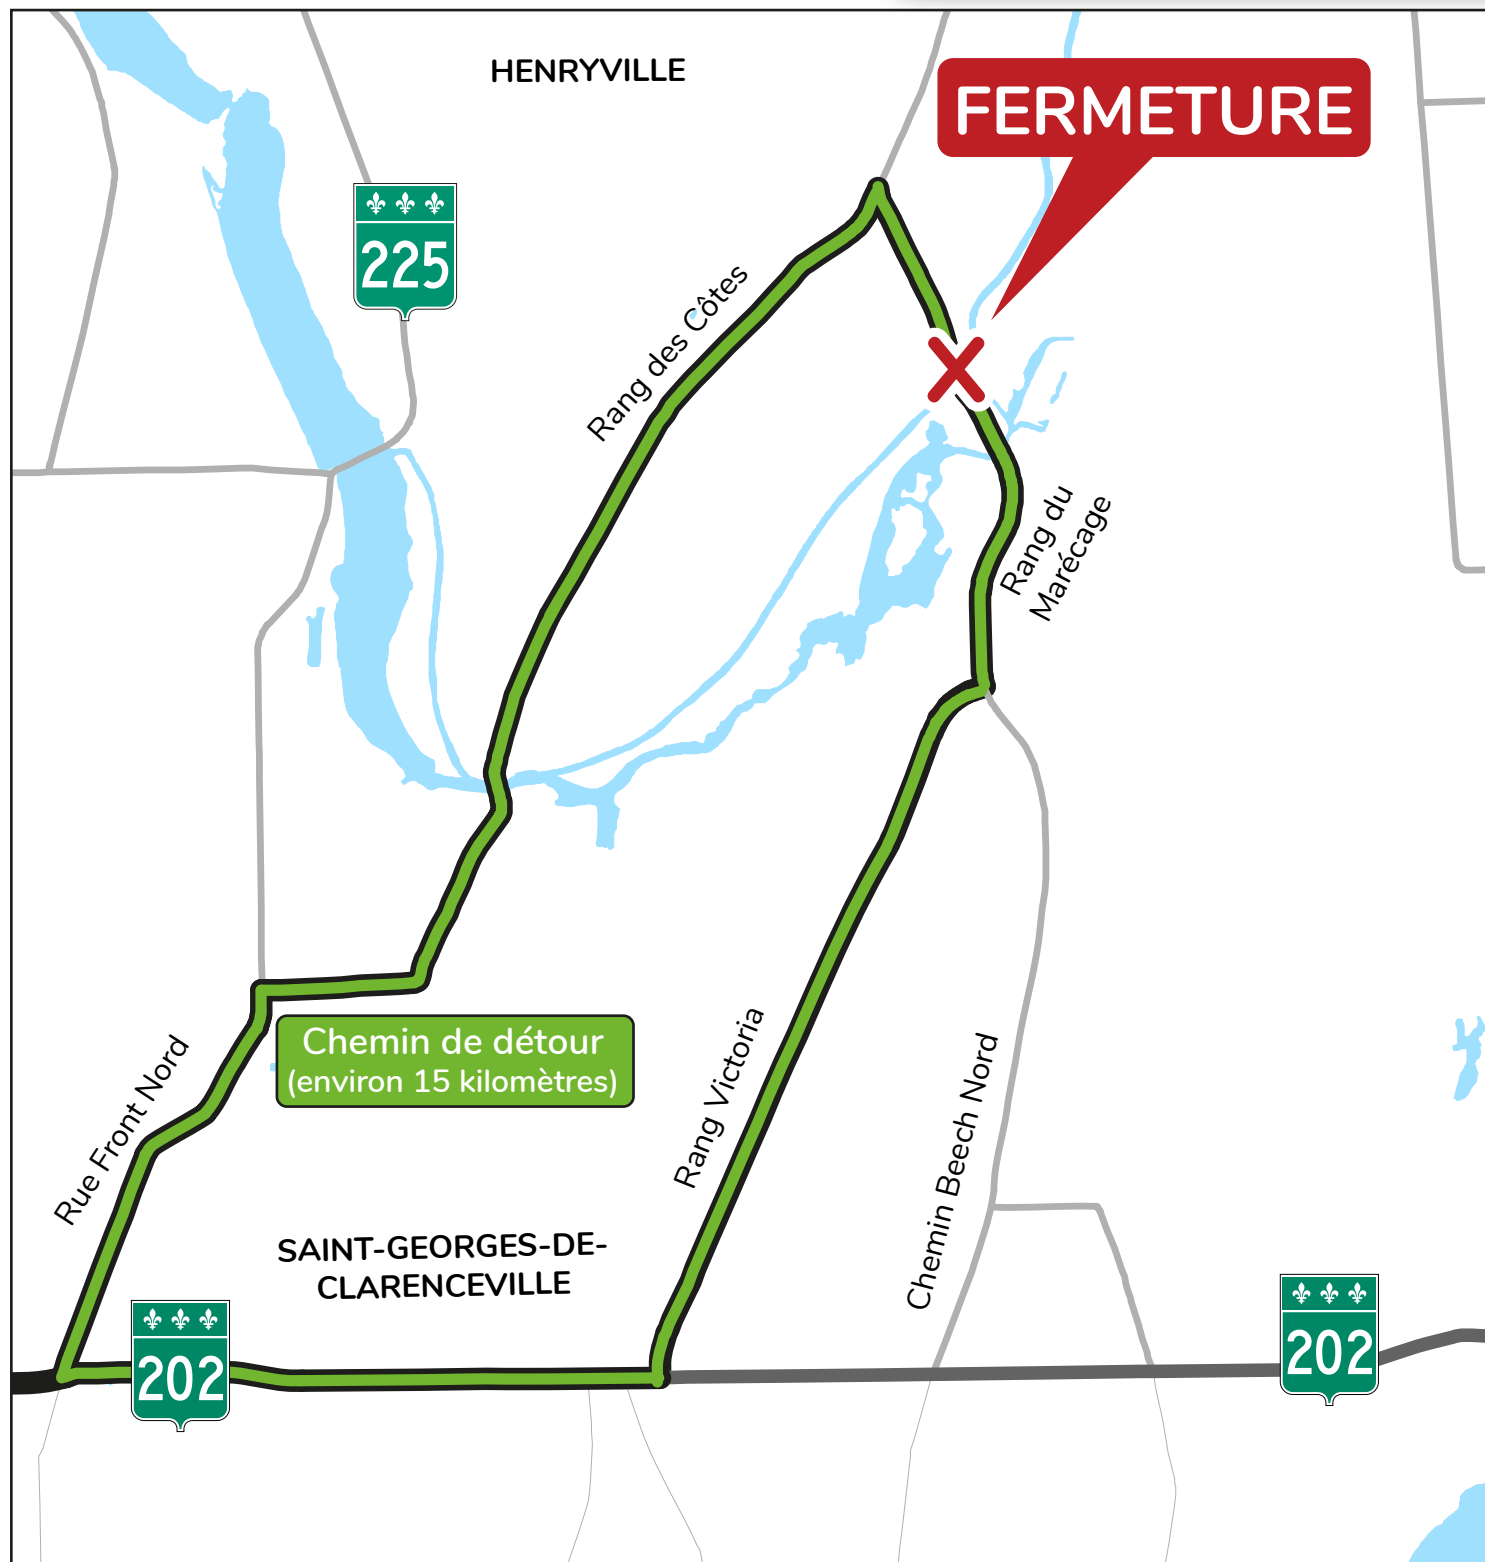 HENRYVILLE
FERMETURE
225
Rang des Côtes
Rang du
Marécage
Chemin de détour
(environ 15 kilomètres)
Rue Front Nord
Rang Victoria
Chemin Beech Nord
SAINT-GEORGES-DE-
CLARENCEVILLE
202
202